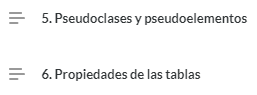 5. Pseudoclases y pseudoelementos
6. Propiedades de las tablas